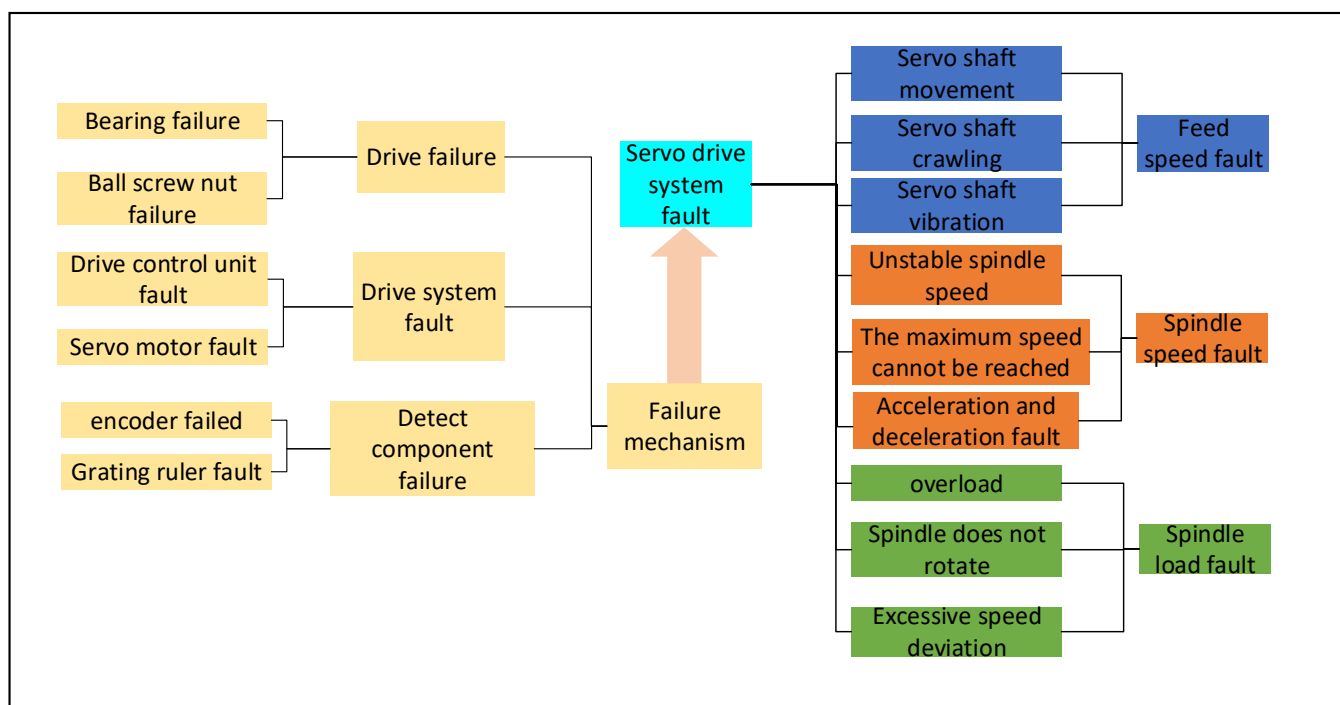 Bearing failure
Ball screw nut
failure
Drive control unit
fault
Servo motor fault
encoder failed
Grating ruler fault
Drive failure
Drive system
fault
Detect
component
failure
Servo drive
system
fault
Failure
mechanism
Servo shaft
movement
Servo shaft
crawling
Servo shaft
vibration
Unstable spindle
speed
The maximum speed
cannot be reached
Acceleration and
deceleration fault
overload
Spindle does not
rotate
Excessive speed
deviation
Feed
speed fault
Spindle
speed fault
Spindle
load fault